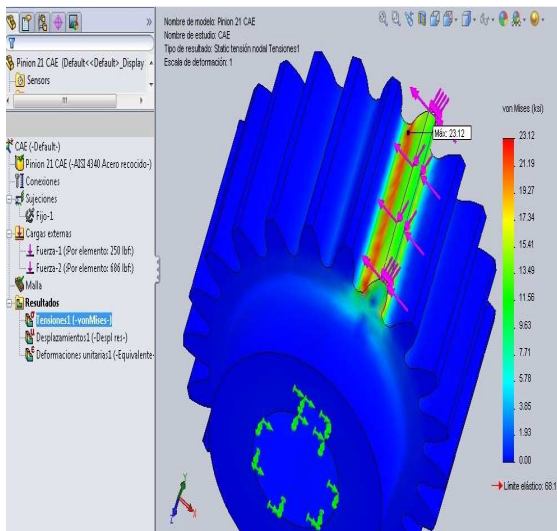 Nombre de modelo: Pinion 21 CAE
Nombre de estudio: CAE
Tipo de resultado: Static tensión nodal Tensiones1
Escala de deformación: 1
Pinion 21 CAE (Default<<Default>_Display
Sensors
CAE (-Default-)
Pinion 21 CAE (-AISI 4340 Acero recocido-)
Conexiones
Sujeciones
Fijo-1
Cargas externas
Fuerza-1 (:Por elemento: 250 lbf:)
Fuerza-2 (:Por elemento: 686 lbf:)
Malla
Resultados
Tensiones1 (-vonMises-)
Desplazamientos1 (-Despl res-)
Deformaciones unitarias1 (-Equivalente-
Máx: 23.12
von Mises (ksi)
23.12
21.19
19.27
17.34
15.41
13.49
11.56
9.63
7.71
5.78
3.85
1.93
0.00
Límite elástico: 68.1